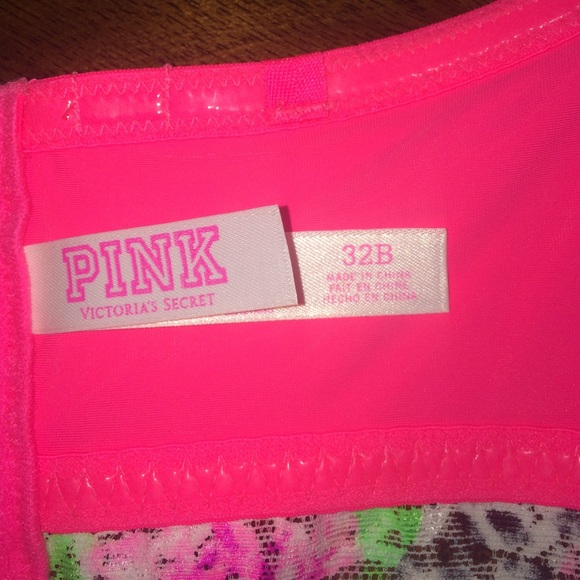 PINK
VICTORIA'S SECRET
32B
MADE IN CHINA
FAIT EN CHINE
HECHO EN CHINA